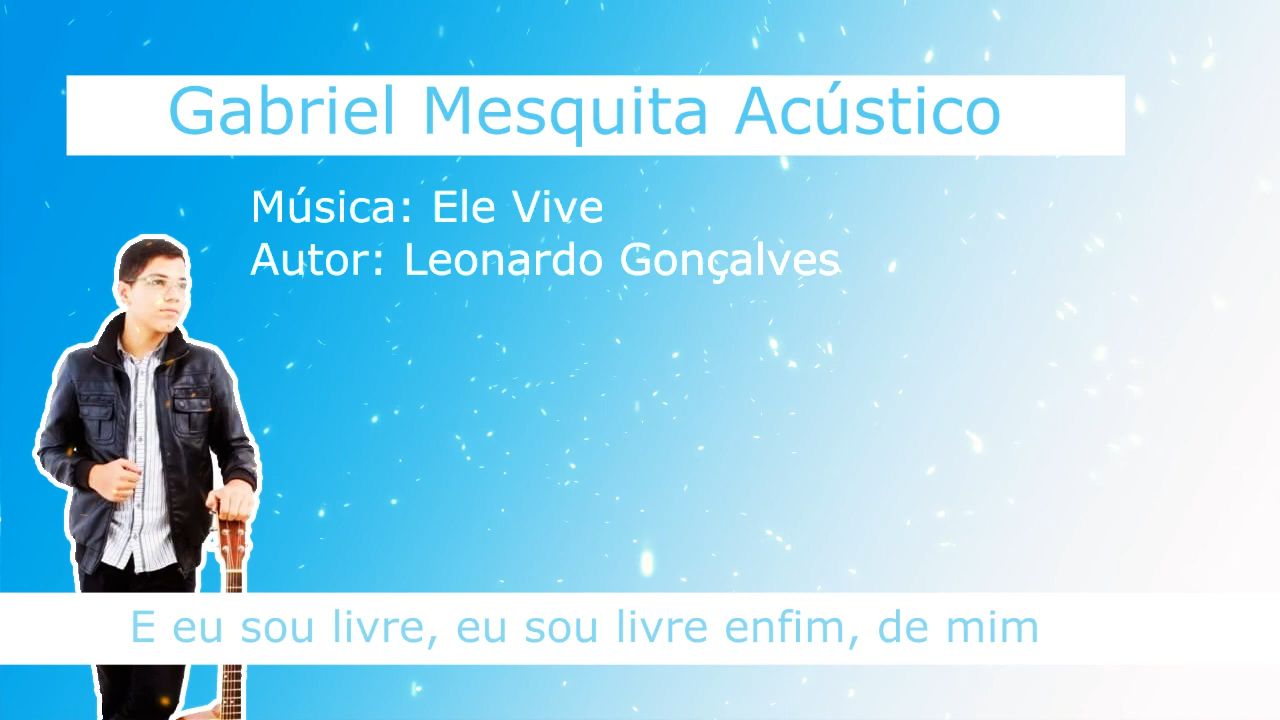 Gabriel Mesquita Acústico
Música: Ele Vive
Autor: Leonardo Gonçalves
E eu sou livre, eu sou livre enfim, de mim